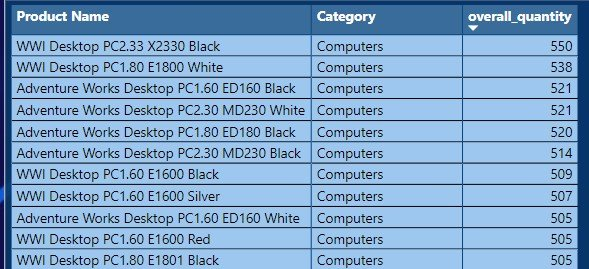 Product Name Category overall_quantity
WWI Desktop PC2.33 X2330 Black Computers 550
WWI Desktop PC1.80 E1800 White Computers 538
Adventure Works Desktop PC1.60 ED160 Black Computers 521
Adventure Works Desktop PC2.30 MD230 White Computers 521
Adventure Works Desktop PC1.80 ED180 Black Computers 520
Adventure Works Desktop PC2.30 MD230 Black Computers 514
WWI Desktop PC1.60 E1600 Black Computers 509
WWI Desktop PC1.60 E1600 Silver Computers 507
Adventure Works Desktop PC1.60 ED160 White Computers 505
WWI Desktop PC1.60 E1600 Red Computers 505
WWI Desktop PC1.80 E1801 Black Computers 505